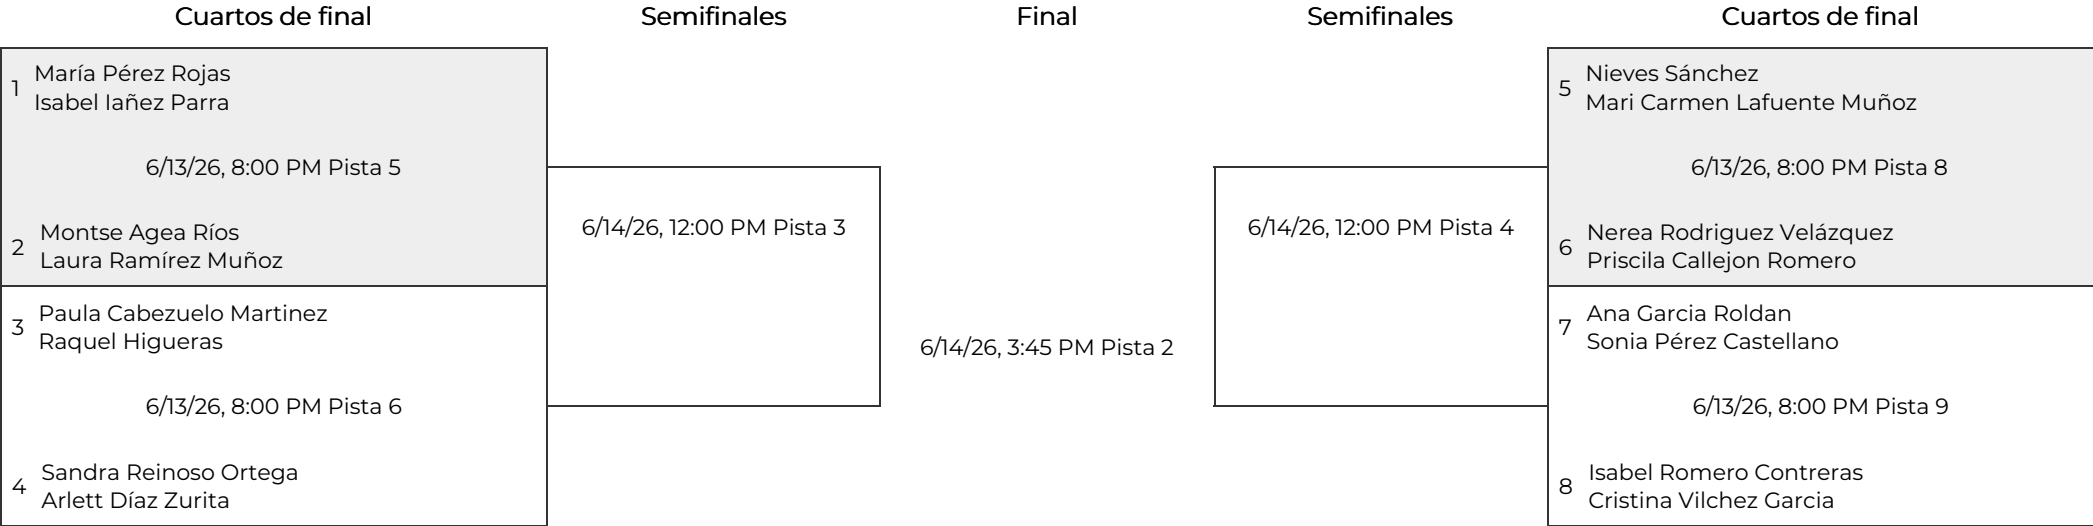 Cuartos de final
Semifinales
Final
Semifinales
Cuartos de final
1
María Pérez Rojas
Isabel Iañez Parra
6/13/26, 8:00 PM Pista 5
2
Montse Agea Ríos
Laura Ramírez Muñoz
3
Paula Cabezuelo Martinez
Raquel Higueras
6/13/26, 8:00 PM Pista 6
4
Sandra Reinoso Ortega
Arlett Díaz Zurita
6/14/26, 12:00 PM Pista 3
6/14/26, 3:45 PM Pista 2
6/14/26, 12:00 PM Pista 4
5
Nieves Sánchez
Mari Carmen Lafuente Muñoz
6/13/26, 8:00 PM Pista 8
6
Nerea Rodriguez Velázquez
Priscila Callejon Romero
7
Ana Garcia Roldan
Sonia Pérez Castellano
6/13/26, 8:00 PM Pista 9
8
Isabel Romero Contreras
Cristina Vilchez Garcia